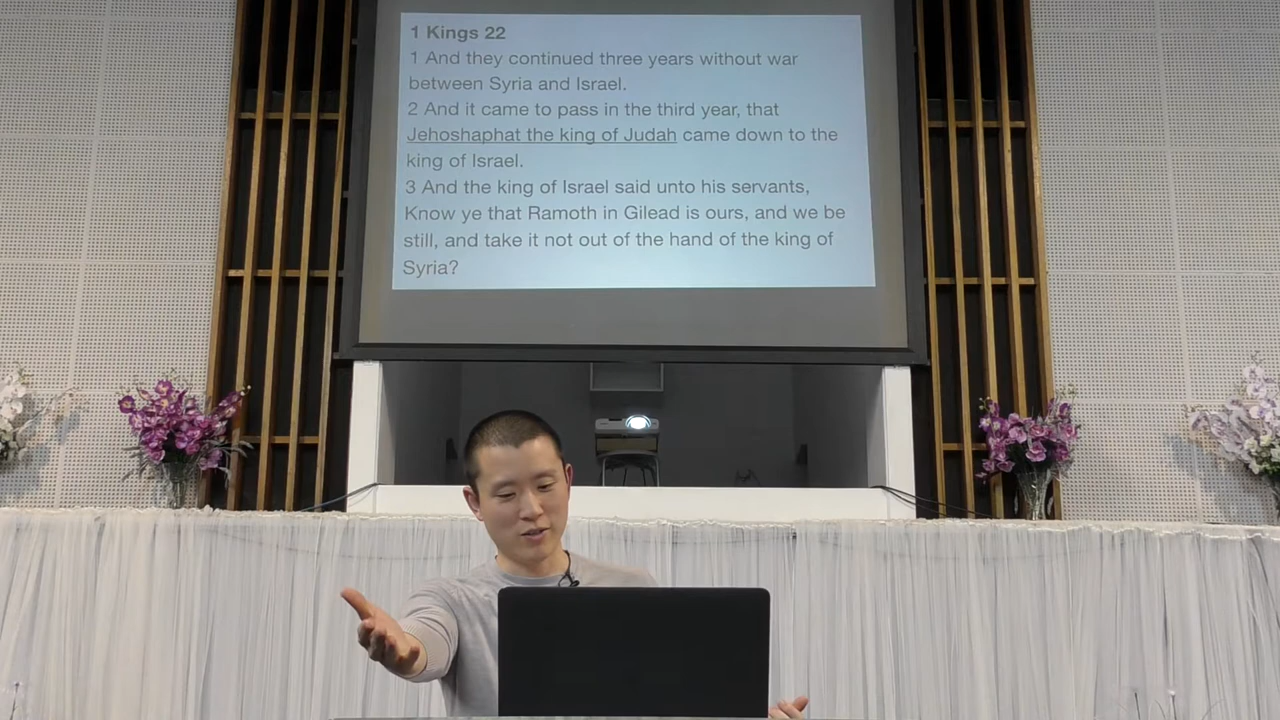 1 Kings 22
1 And they continued three years without war
between Syria and Israel.
2 And it came to pass in the third year, that
Jehoshaphat the king of Judah came down to the
king of Israel.
3 And the king of Israel said unto his servants,
Know ye that Ramoth in Gilead is ours, and we be
still, and take it not out of the hand of the king of
Syria?